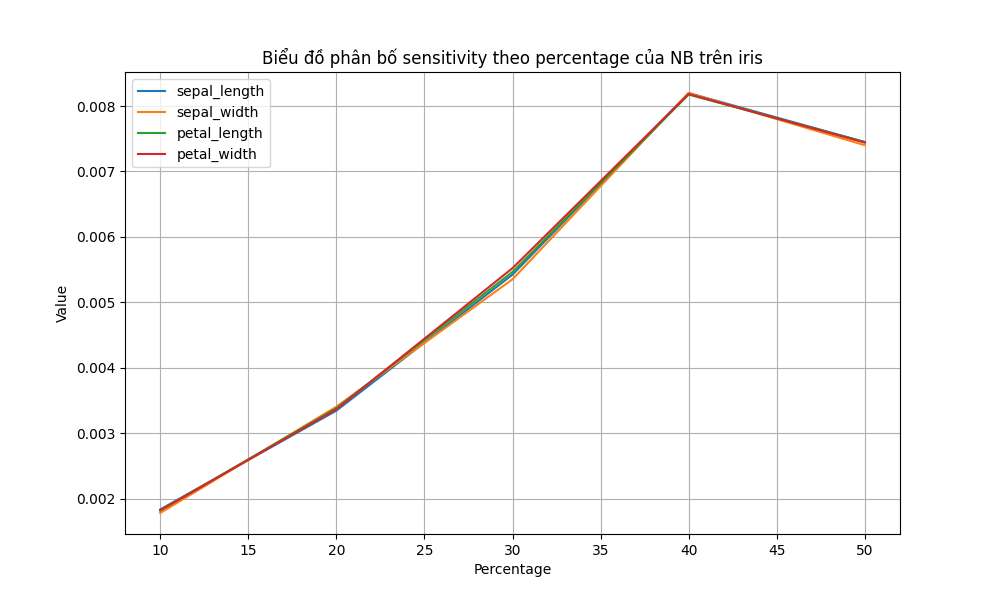 Biểu đồ phân bố sensitivity theo percentage của NB trên iris
sepal_length
sepal_width
petal_length
petal_width
0.008
0.007
0.006
0.005
0.004
0.003
0.002
Value
10 15 20 25 30 35 40 45 50
Percentage